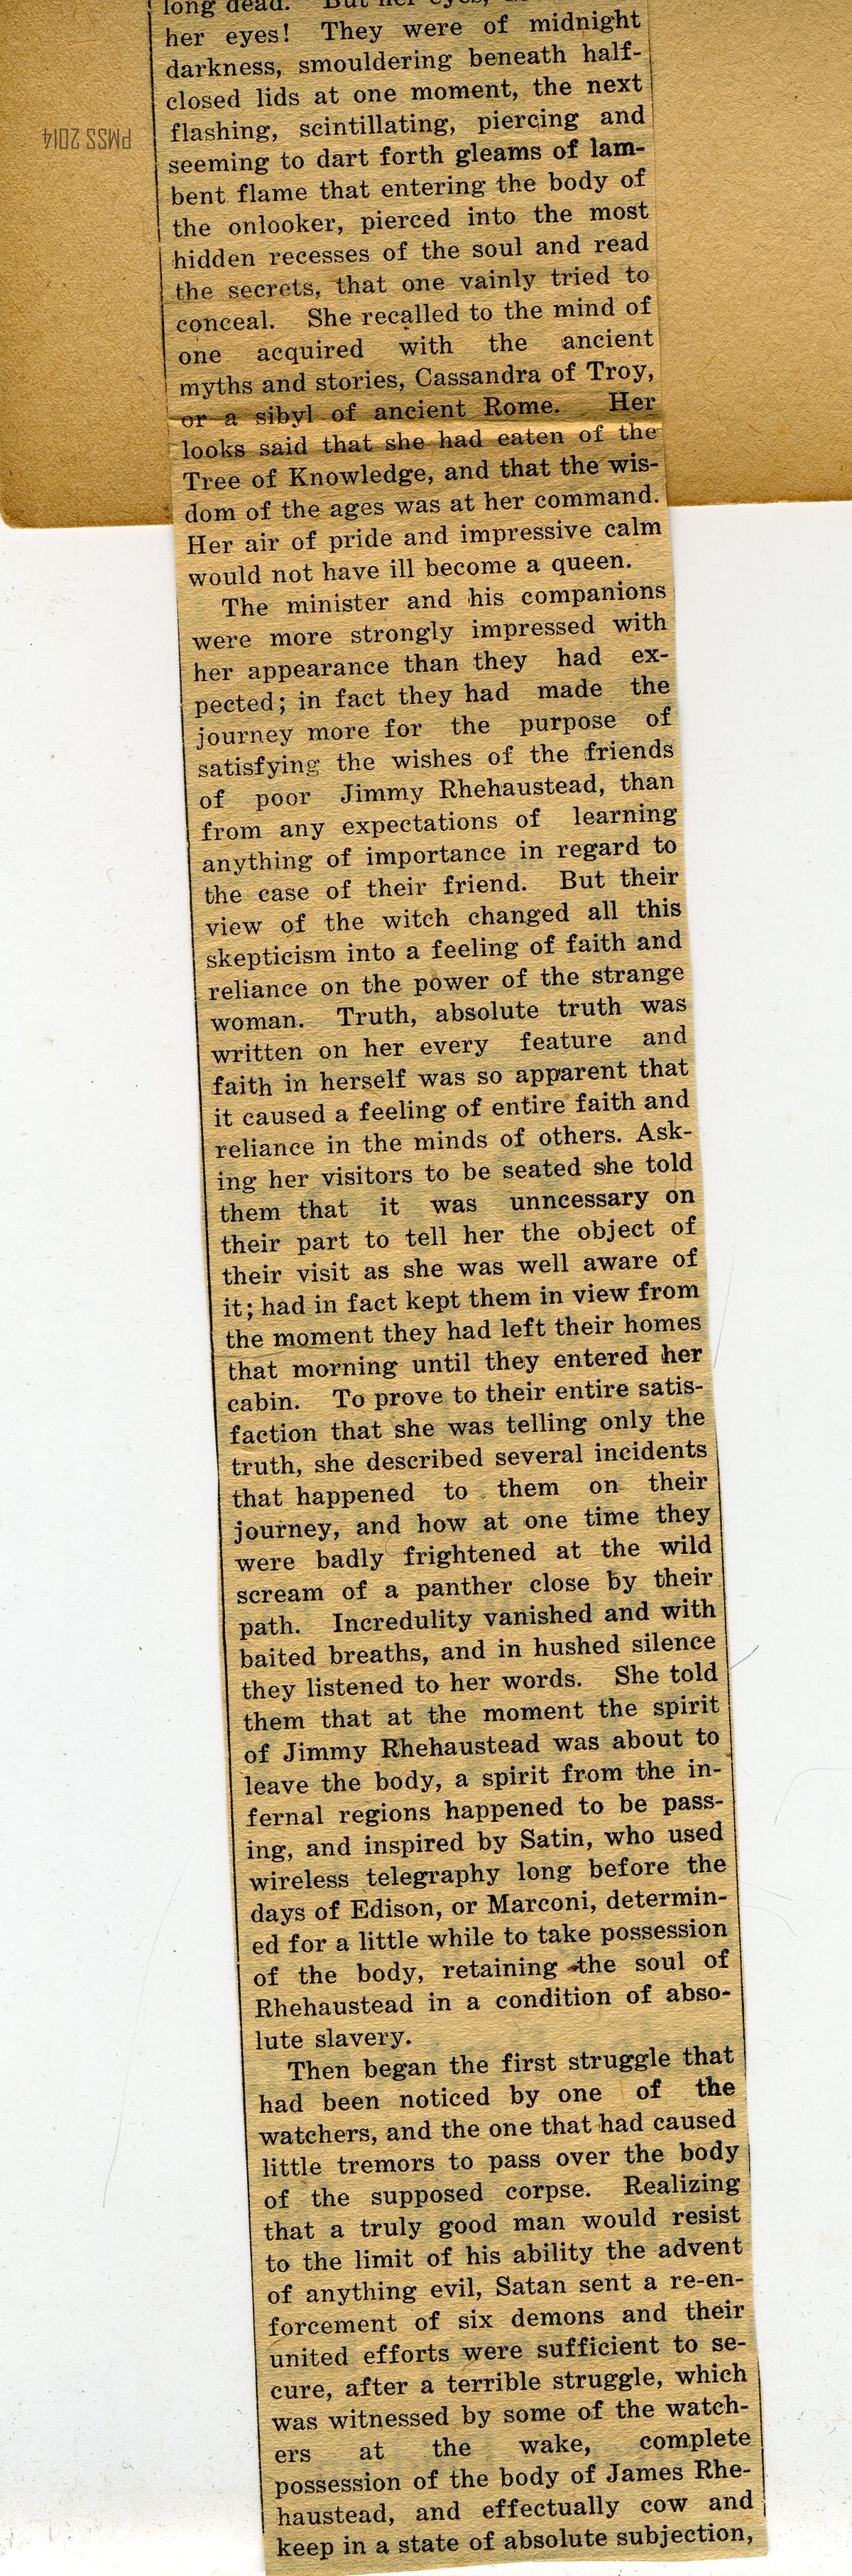 long dead. But her eyes,
her eyes! They were of midnight
darkness, smouldering beneath half-
closed lids at one moment, the next
flashing, scintillating, piercing and
seeming to dart forth gleams of lam-
bent flame that entering the body of
the onlooker, pierced into the most
hidden recesses of the soul and read
the secrets, that one vainly tried to
conceal. She recalled to the mind of
one acquired with the ancient
myths and stories, Cassandra of Troy,
or a sibyl of ancient Rome. Her
looks said that she had eaten of the
Tree of Knowledge, and that the wis-
dom of the ages was at her command.
Her air of pride and impressive calm
would not have ill become a queen.
The minister and his companions
were more strongly impressed with
her appearance than they had ex-
pected; in fact they had made the
journey more for the purpose of
satisfying the wishes of the friends
of poor Jimmy Rhehaustead, than
from any expectations of learning
anything of importance in regard to
the case of their friend. But their
view of the witch changed all this
skepticism into a feeling of faith and
reliance on the power of the strange
woman. Truth, absolute truth was
written on her every feature and
faith in herself was so apparent that
it caused a feeling of entire faith and
reliance in the minds of others. Ask-
ing her visitors to be seated she told
them that it was unncessary on
their part to tell her the object of
their visit as she was well aware of
it; had in fact kept them in view from
the moment they had left their homes
that morning until they entered her
cabin. To prove to their entire satis-
faction that she was telling only the
truth, she described several incidents
that happened to them on their
journey, and how at one time they
were badly frightened at the wild
scream of a panther close by their
path. Incredulity vanished and with
baited breaths, and in hushed silence
they listened to her words. She told
them that at the moment the spirit
of Jimmy Rhehaustead was about to
leave the body, a spirit from the in-
fernal regions happened to be pass-
ing, and inspired by Satin, who used
wireless telegraphy long before the
days of Edison, or Marconi, determin-
ed for a little while to take possession
of the body, retaining the soul of
Rhehaustead in a condition of abso-
lute slavery.
Then began the first struggle that
had been noticed by one of the
watchers, and the one that had caused
little tremors to pass over the body
of the supposed corpse. Realizing
that a truly good man would resist
to the limit of his ability the advent
of anything evil, Satan sent a re-en-
forcement of six demons and their
united efforts were sufficient to se-
cure, after a terrible struggle, which
was witnessed by some of the watch-
ers at the wake, complete
possession of the body of James Rhe-
haustead, and effectually cow and
keep in a state of absolute subjection,
PMSS 2014